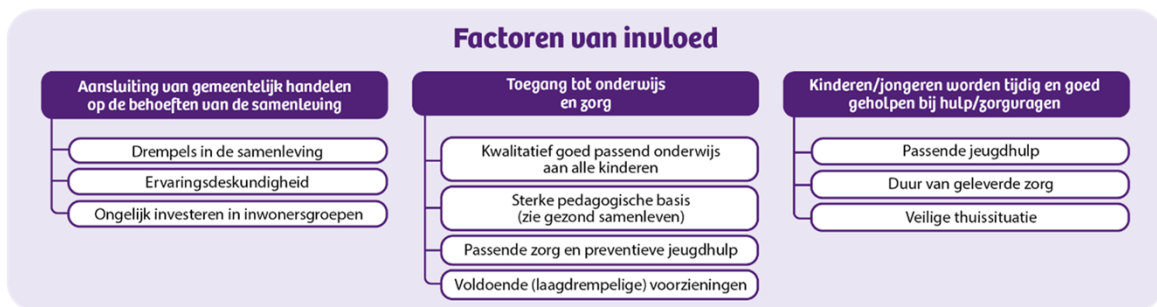 Factoren van invloed
Aansluiting van gemeentelijk handelen
op de behoeften van de samenleving
Drempels in de samenleving
Ervaringsdeskundigheid
Ongelijk investeren in inwonersgroepen
Toegang tot onderwijs
en zorg
Kwalitatief goed passend onderwijs
aan alle kinderen
Sterke pedagogische basis
(zie gezond samenleven)
Passende zorg en preventieve jeugdhulp
Voldoende (laagdrempelige) voorzieningen
Kinderen/jongeren worden tijdig en goed
geholpen bij hulp/zorgvragen
Passende jeugdhulp
Duur van geleverde zorg
Veilige thuissituatie